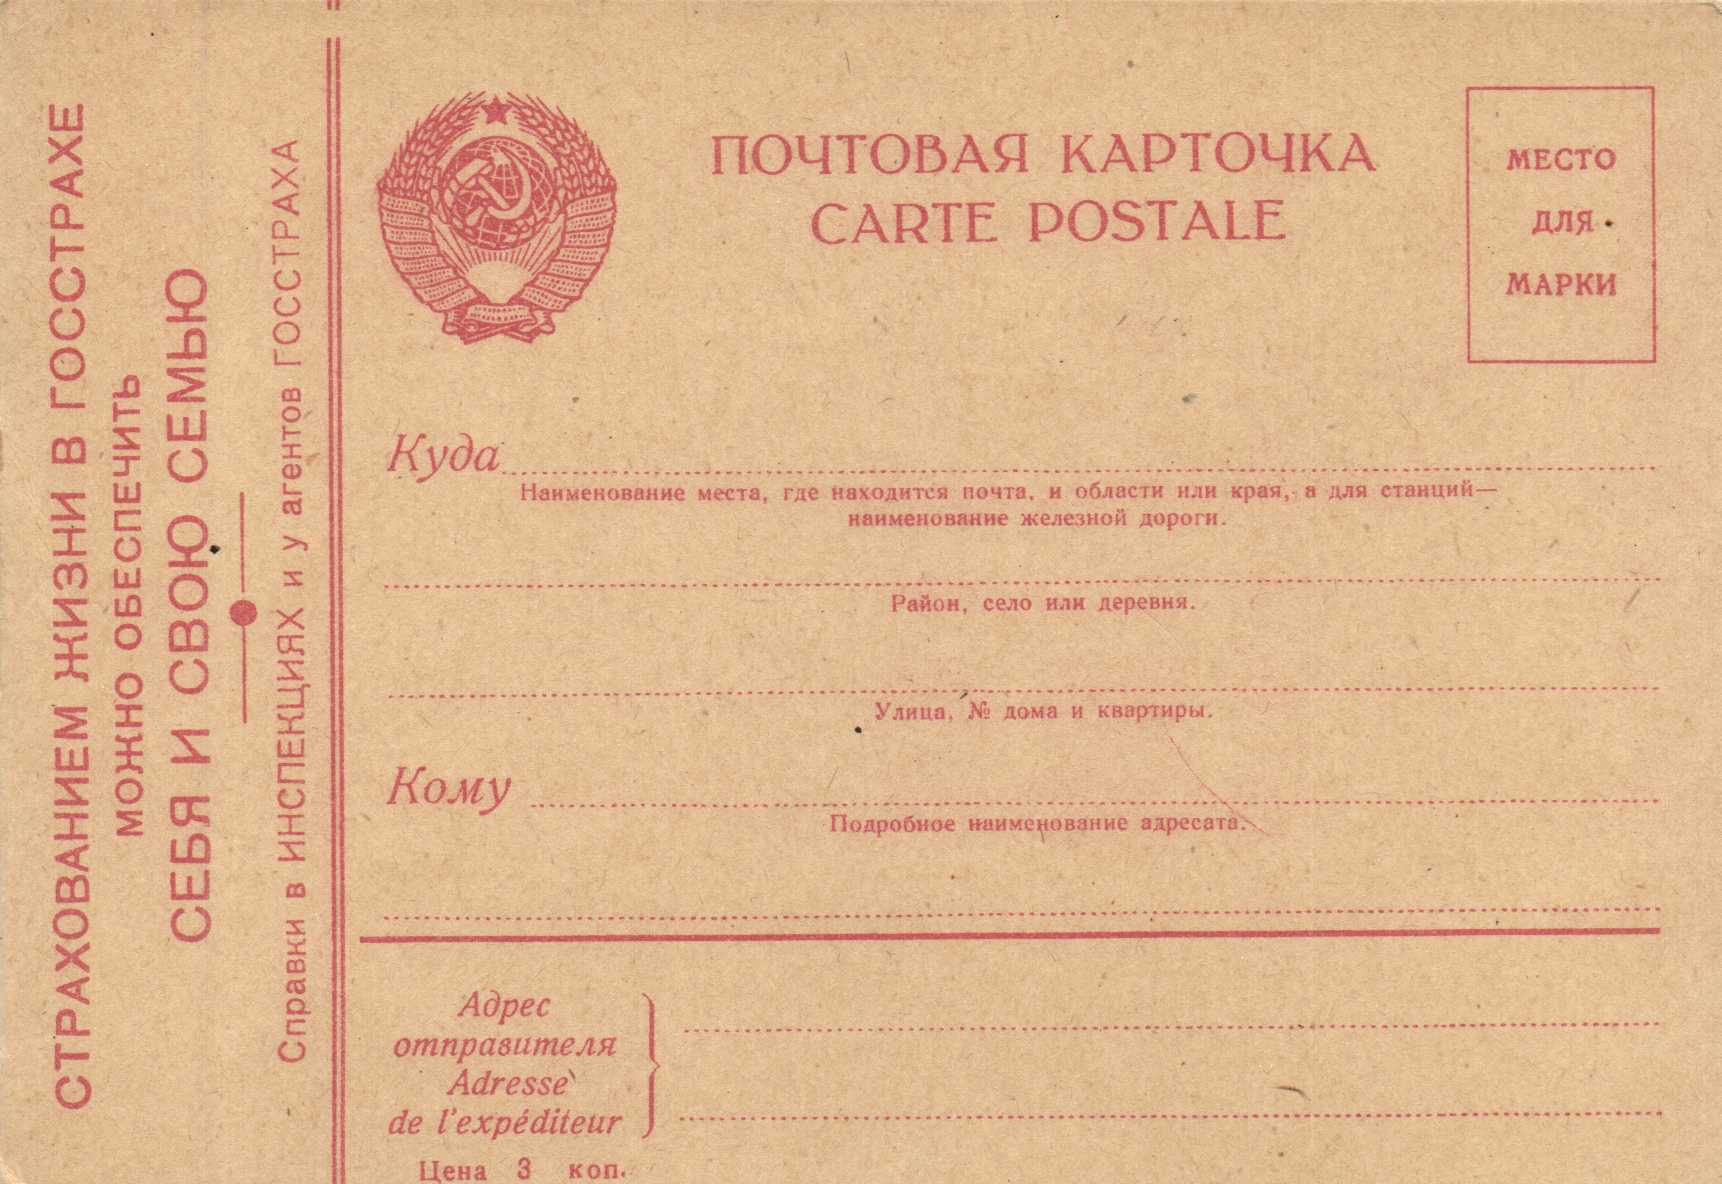 СТРАХОВАНИЕМ ЖИЗНИ В ГОССТРАХЕ
МОЖНО ОБЕСПЕЧИТЬ
СЕБЯ И СВОЮ СЕМЬЮ
Справки в ИНСПЕКЦИЯХ и у агентов ГОССТРАХА
ПОЧТОВАЯ КАРТОЧКА
CARTE POSTALE
МЕСТО
ДЛЯ
МАРКИ
Куда
Наименование места, где находится почта, и области или края, а для станций—
наименование железной дороги.
Район, село или деревня.
Улица, № дома и квартиры.
Кому
Подробное наименование адресата.
Адрес
отправителя
Adresse
de l'expéditeur
Цена 3 коп.